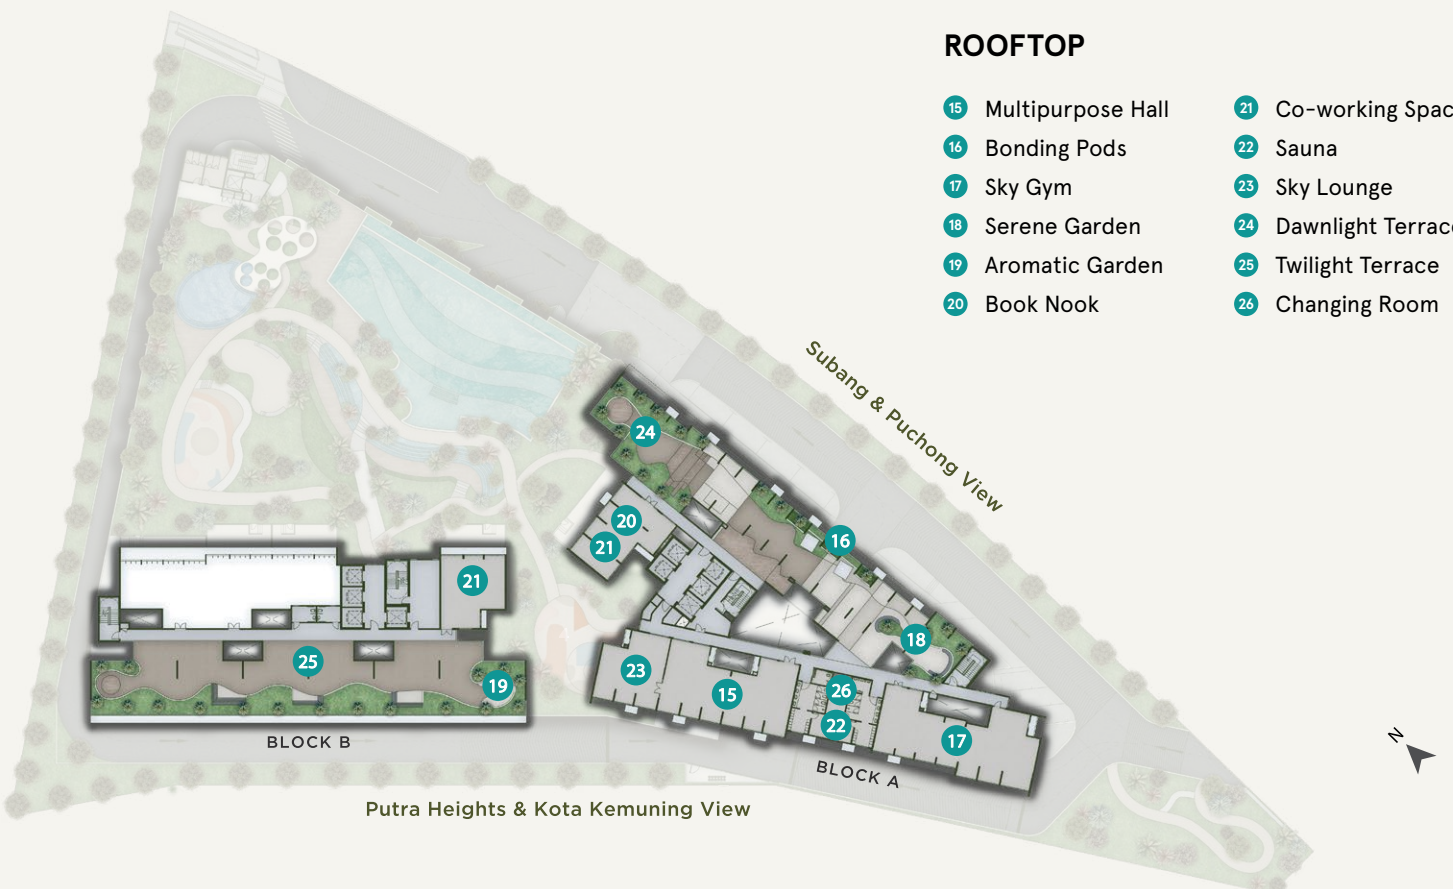 ROOFTOP
15 Multipurpose Hall
16 Bonding Pods
17 Sky Gym
18 Serene Garden
19 Aromatic Garden
20 Book Nook
21 Co-working Spac
22 Sauna
23 Sky Lounge
24 Dawnlight Terrac
25 Twilight Terrace
26 Changing Room
Subang & Puchong View
24
20
21
16
21
18
25
19
23
15
26
22
17
N
BLOCK B
BLOCK A
Putra Heights & Kota Kemuning View